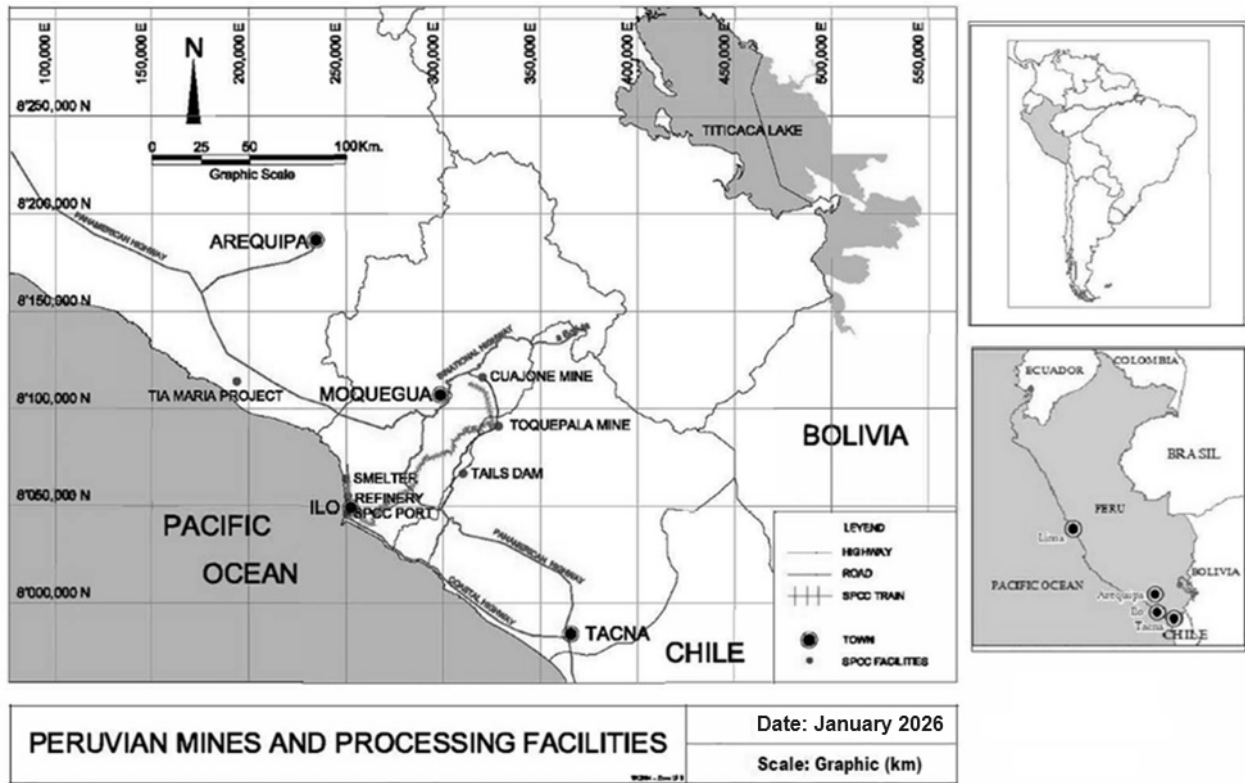 100,000 E
150,000 E
200,000 E
250,000 E
300,000 E
350,000 E
400,000 E
450,000 E
500,000 E
550,000 E
N
8'250,000 N
0 25 50 100Km.
Graphic Scale
TITICACA LAKE
8'200,000 N
PANAMERICAN HIGHWAY
AREQUIPA
8'150,000 N
TIA MARIA PROJECT
8'100,000 N
MOQUEGUA
HIGHWAY
CUAJONE MINE
TOQUEPALA MINE
BOLIVIA
TAILS DAM
SMELTER
REFINERY
ILO
SPCC PORT
8'050,000 N
PACIFIC
OCEAN
PANAMERICAN HIGHWAY
COASTAL HIGHWAY
8'000,000 N
TACNA
CHILE
LEYEND
HIGHWAY
ROAD
SPCC TRAIN
TOWN
SPCC FACILITIES
ECUADOR
COLOMBIA
BRASIL
PERU
Lima
BOLIVIA
PACIFIC OCEAN
Arequipa
Ilo
Tacna
CHILE
PERUVIAN MINES AND PROCESSING FACILITIES
Date: January 2026
Scale: Graphic (km)